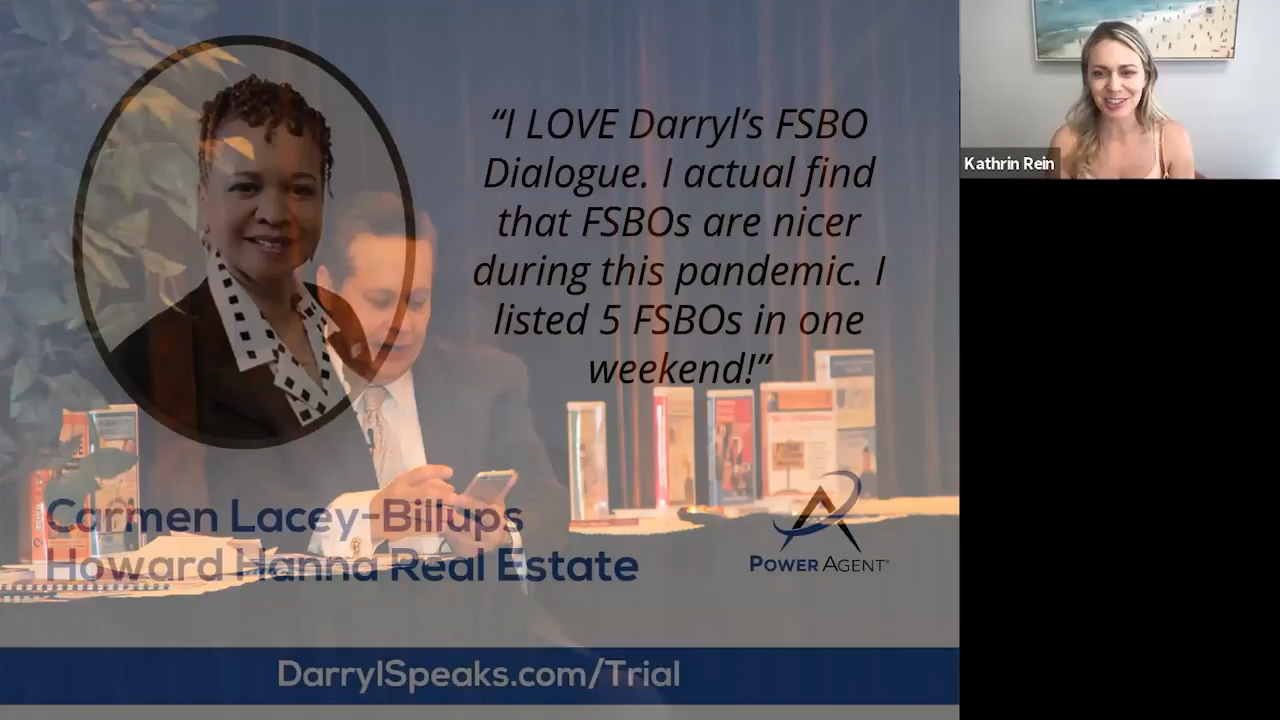 “I LOVE Darryl’s FSBO
Dialogue. I actual find
that FSBOs are nicer
during this pandemic. I
listed 5 FSBOs in one
weekend!”
Kathrin Rein
Carmen Lacey-Billups
Howard Hanna Real Estate
POWER AGENT®
DarrylSpeaks.com/Trial